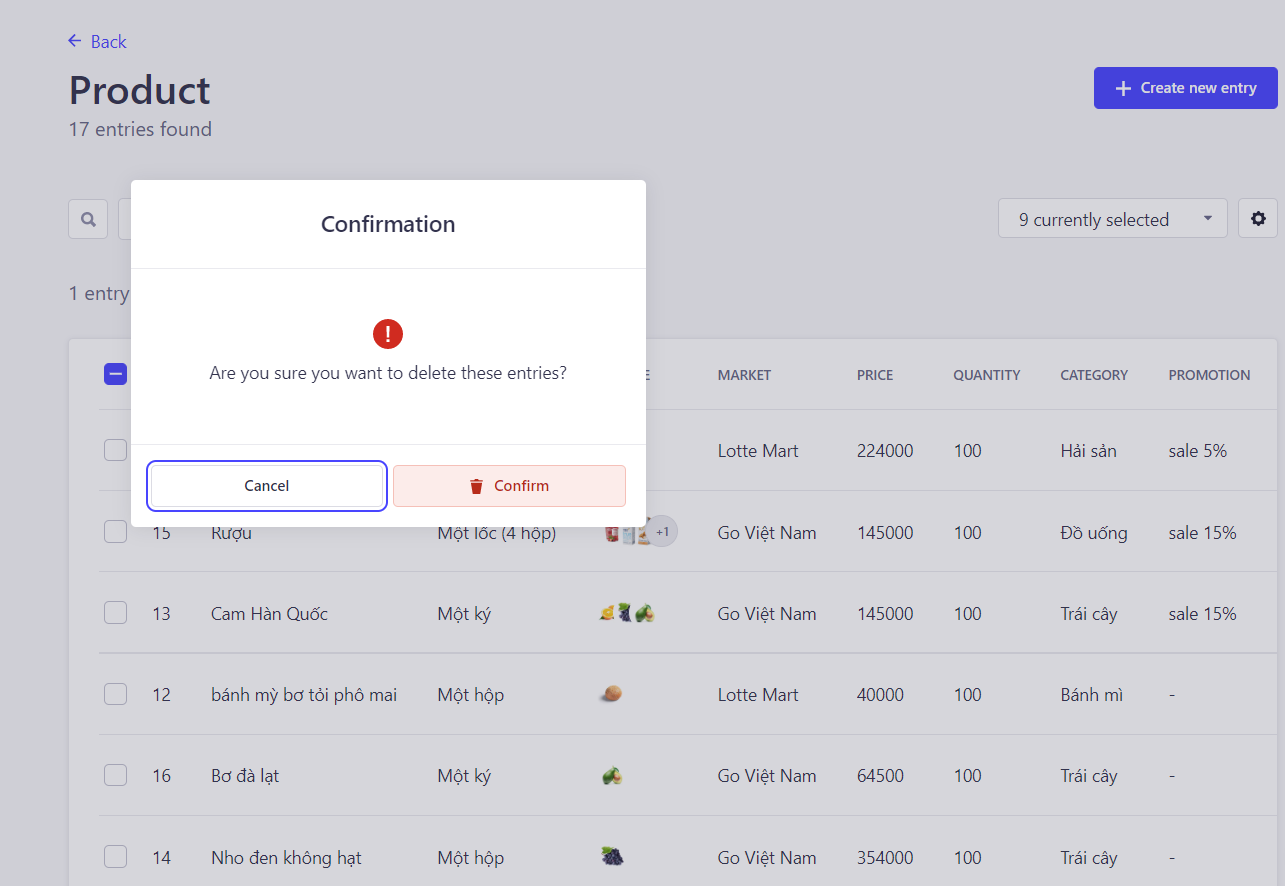 Back
Product
Create new entry
17 entries found
Confirmation
9 currently selected
1 entry
Are you sure you want to delete these entries?
MARKET PRICE QUANTITY CATEGORY PROMOTION
Lotte Mart 224000 100 Hải sản sale 5%
Cancel Confirm
15 Rượu Một lốc (4 hộp) +1 Go Việt Nam 145000 100 Đồ uống sale 15%
13 Cam Hàn Quốc Một ký Go Việt Nam 145000 100 Trái cây sale 15%
12 bánh mỳ bơ tỏi phô mai Một hộp Lotte Mart 40000 100 Bánh mì -
16 Bơ đà lạt Một ký Go Việt Nam 64500 100 Trái cây -
14 Nho đen không hạt Một hộp Go Việt Nam 354000 100 Trái cây -